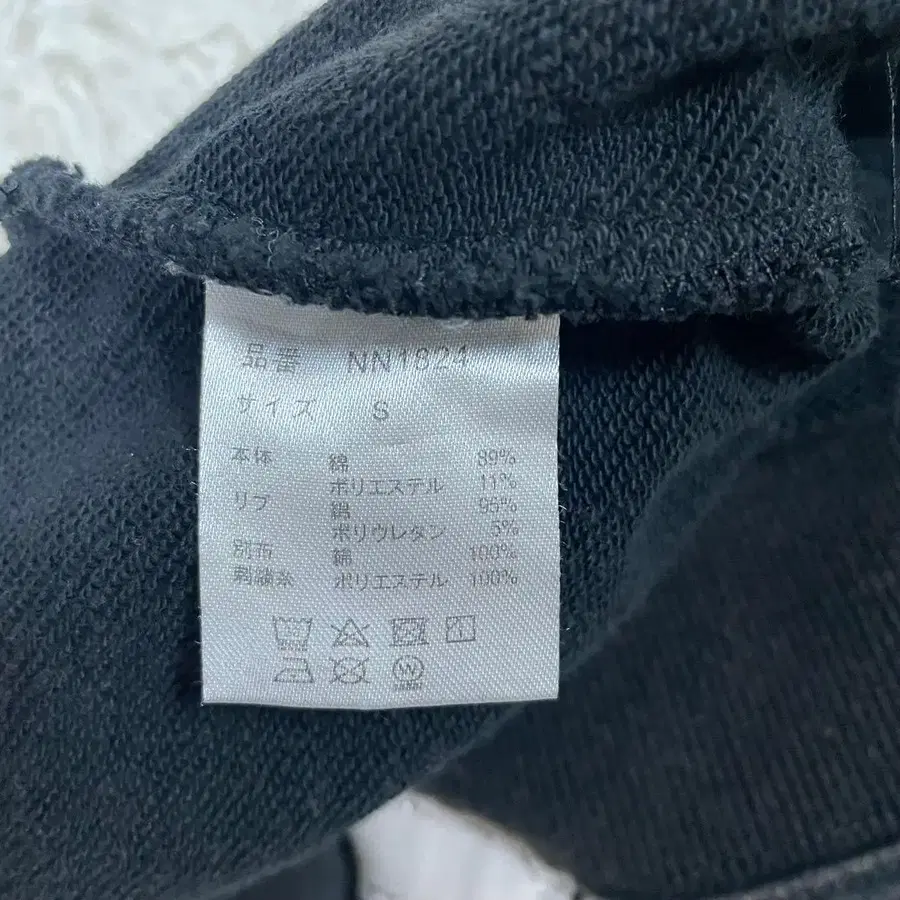 品番 NN1824
サイズ S
本体 綿 89%
ポリエステル 11%
リブ 綿 95%
ポリウレタン 5%
別布 綿 100%
刺繍糸 ポリエステル 100%